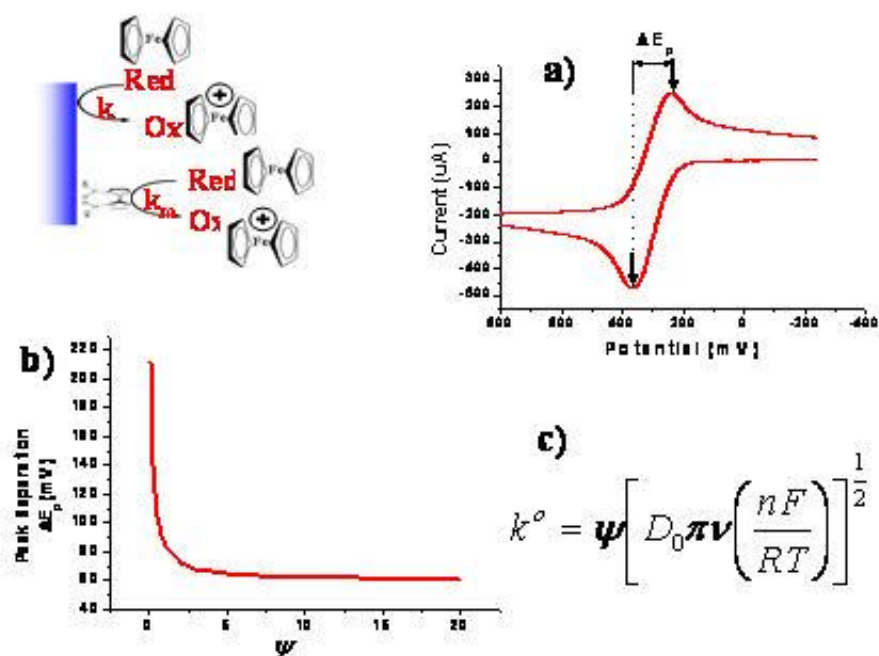 Fe
Red
k
Ox
Fe
+
Red
Fe
k
Ox
Fe
+
a)
ΔE p
300
200
100
0
-100
-200
-300
-400
-500
Current (uA)
800 600 400 200 0 -200 -400
Potential [mV]
b)
220
200
180
160
140
120
100
80
60
40
Peak Separation
ΔE p [mV]
0 5 10 15 20
ψ
c)
k° = ψ[D₀πν(nF/RT)]^1/2